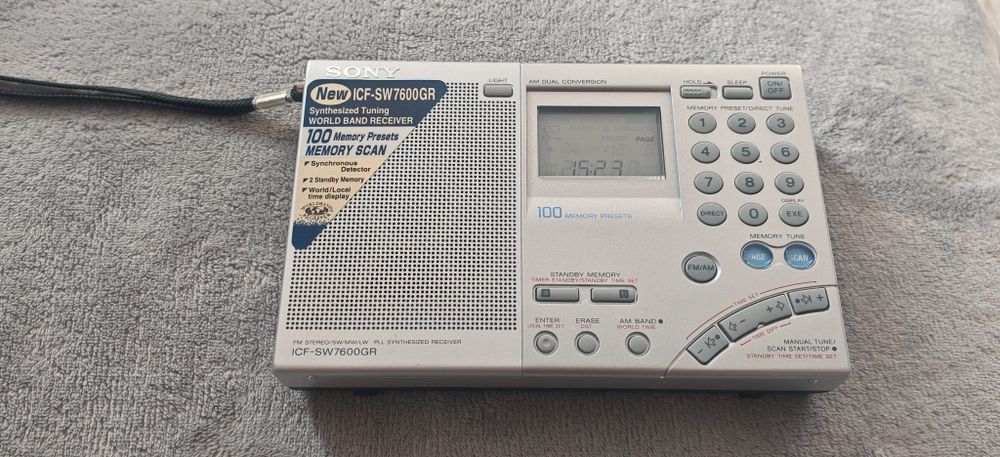 SONY
New ICF-SW7600GR
Synthesized Tuning
WORLD BAND RECEIVER
100 Memory Presets
MEMORY SCAN
Synchronous
Detector
2 Standby Memory
World/Local
time display
LIGHT
AM DUAL CONVERSION
HOLD
SLEEP
POWER
ON/
OFF
MEMORY PRESET/DIRECT TUNE
1 2 3
4 5 6
7 8 9
DISPLAY
DIRECT 0 EXE
PAGE
15:23
100 MEMORY PRESETS
MEMORY TUNE
PAGE SCAN
FM/AM
STANDBY MEMORY
TIMER STANDBY/STANDBY TIME SET
ENTER
LOCAL TIME SET
ERASE
DST
AM BAND
WORLD TIME
TIME SET
- - + +
TIME DIFF
MANUAL TUNE/
SCAN START/STOP
STANDBY TIME SET/TIME SET
FM STEREO/SW/MW/LW PLL SYNTHESIZED RECEIVER
ICF-SW7600GR